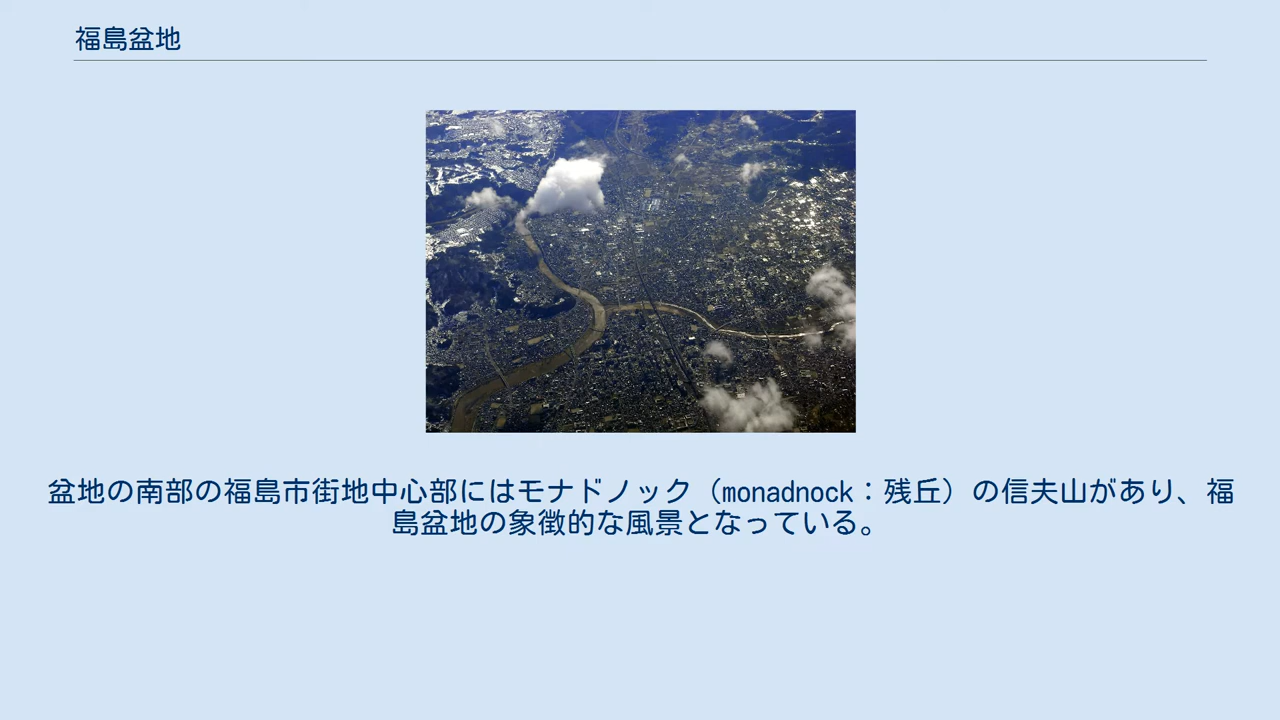 福島盆地
盆地の南部の福島市街地中心部にはモナドノック（monadnock：残丘）の信夫山があり、福
島盆地の象徴的な風景となっている。